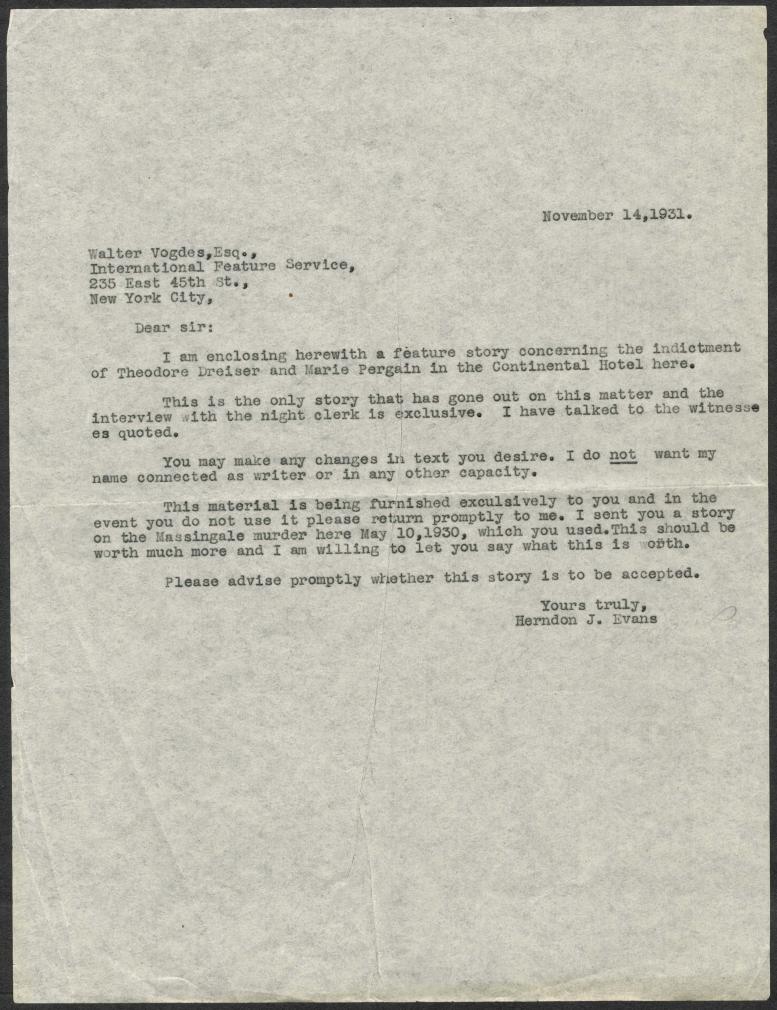 November 14,1931.
Walter Vogdes,Esq.,
International Feature Service,
235 East 45th St.,
New York City,
Dear sir:
I am enclosing herewith a feature story concerning the indictment
of Theodore Dreiser and Marie Pergain in the Continental Hotel here.
This is the only story that has gone out on this matter and the
interview with the night clerk is exclusive. I have talked to the witnesse
es quoted.
You may make any changes in text you desire. I do not want my
name connected as writer or in any other capacity.
This material is being furnished exculsively to you and in the
event you do not use it please return promptly to me. I sent you a story
on the Massingale murder here May 10,1930, which you used.This should be
worth much more and I am willing to let you say what this is worth.
Please advise promptly whether this story is to be accepted.
Yours truly,
Herndon J. Evans